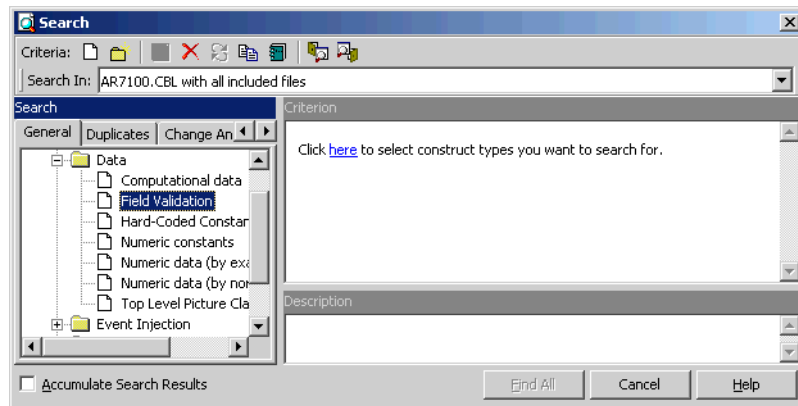 Search
Criteria:
Search In: AR7100.CBL with all included files
Search
General Duplicates Change An
Data
Computational data
Field Validation
Hard-Coded Constar
Numeric constants
Numeric data (by exa
Numeric data (by nor
Top Level Picture Cla
Event Injection
Criterion
Click here to select construct types you want to search for.
Description
Accumulate Search Results
Find All Cancel Help